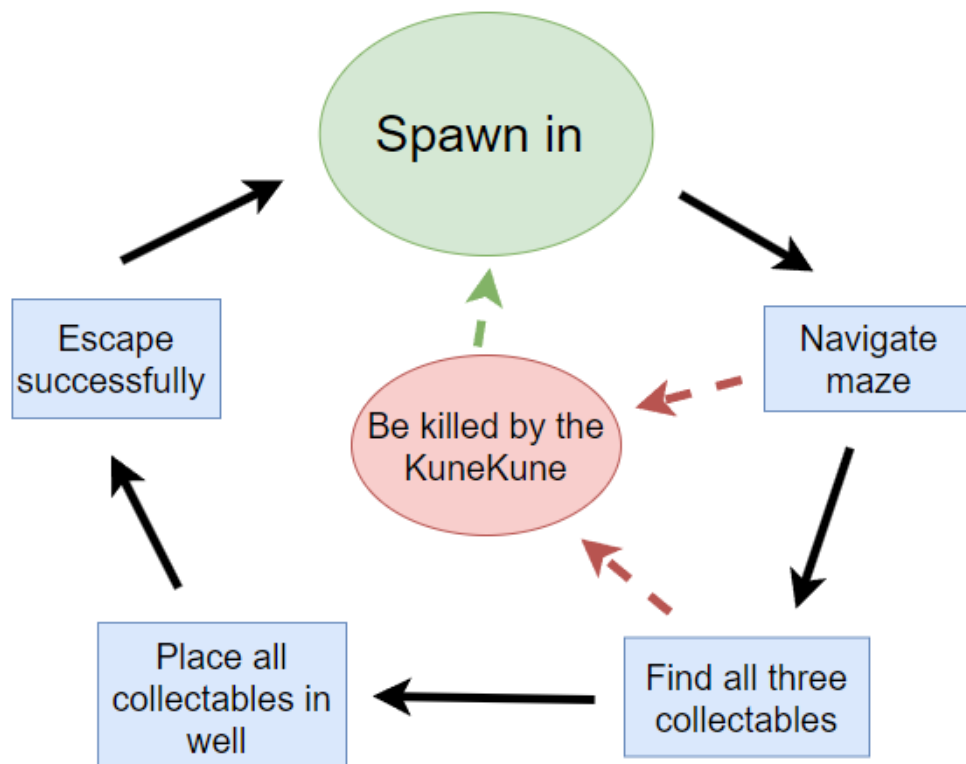 Spawn in
Navigate
maze
Find all three
collectables
Place all
collectables in
well
Escape
successfully
Be killed by the
KuneKune